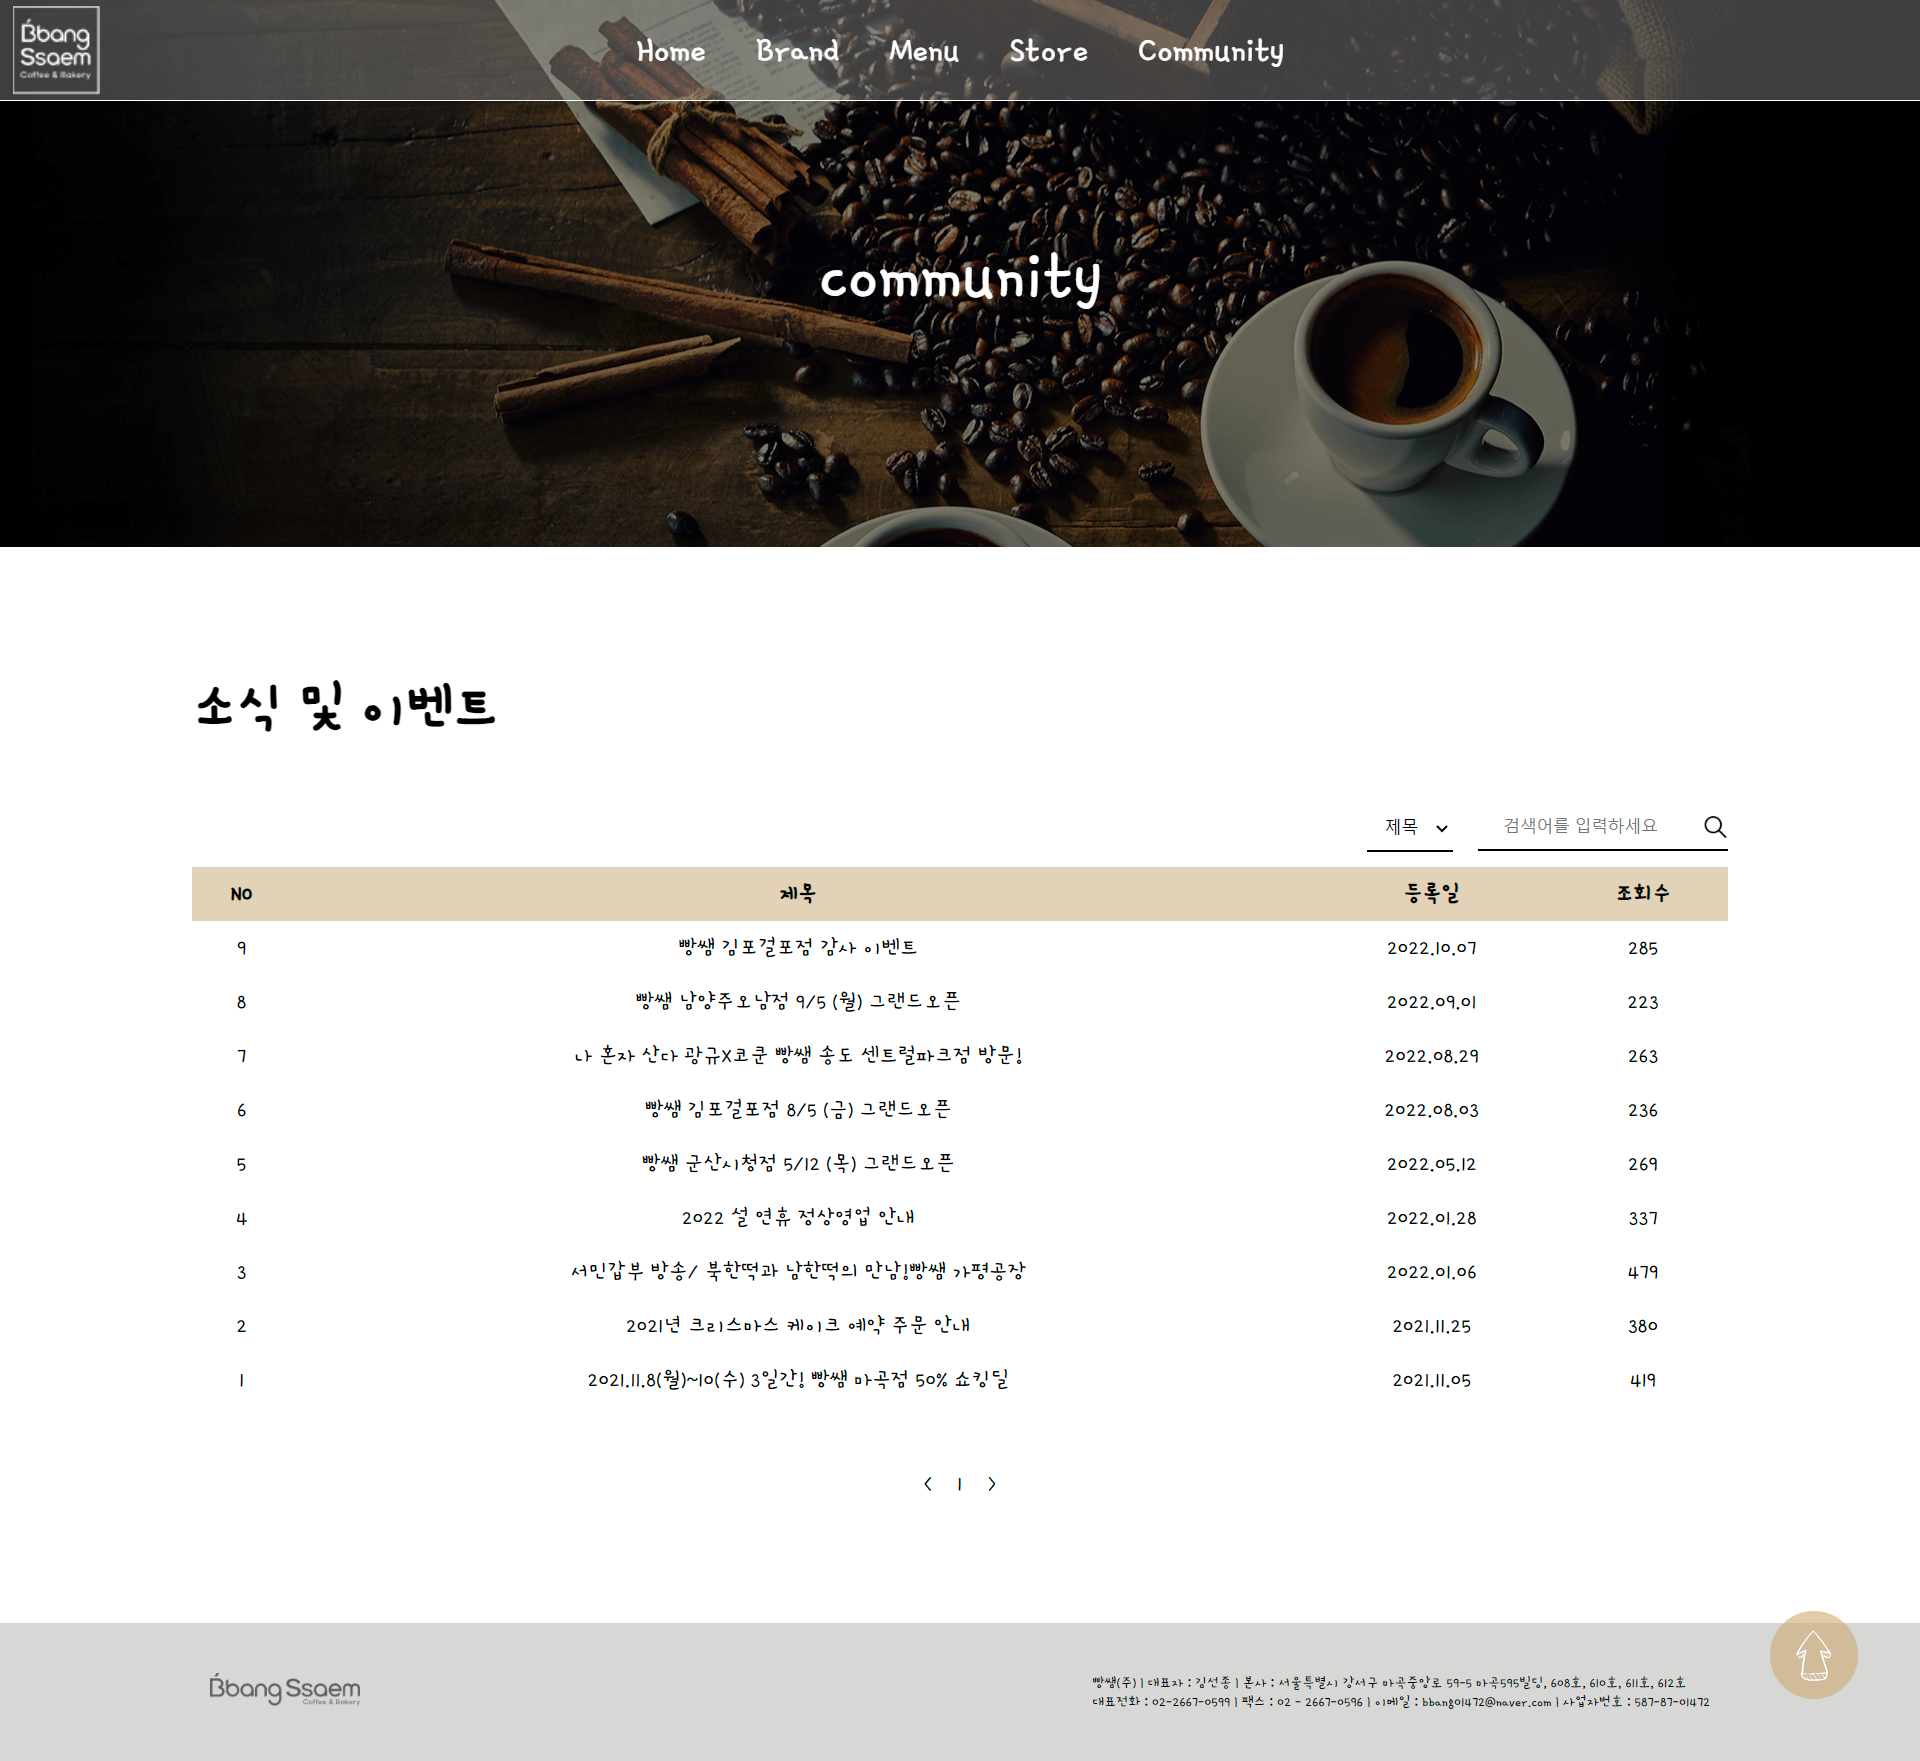 Bbang
Ssaem
Coffee & Bakery
Home Brand Menu Store Community
community
소식 및 이벤트
제목 검색어를 입력하세요
NO 제목 등록일 조회수
9 빵쌤 김포걸포점 감사 이벤트 2022.10.07 285
8 빵쌤 남양주오남점 9/5 (월) 그랜드오픈 2022.09.01 223
7 나 혼자 산다 광규X코쿤 빵쌤 송도 센트럴파크점 방문! 2022.08.29 263
6 빵쌤 김포걸포점 8/5 (금) 그랜드오픈 2022.08.03 236
5 빵쌤 군산시청점 5/12 (목) 그랜드오픈 2022.05.12 269
4 2022 설 연휴 정상영업 안내 2022.01.28 337
3 서민갑부 방송/ 북한떡과 남한떡의 만남!빵쌤 가평공장 2022.01.06 479
2 2021년 크리스마스 케이크 예약 주문 안내 2021.11.25 380
1 2021.11.8(월)~10(수) 3일간! 빵쌤 마곡점 50% 쇼킹딜 2021.11.05 419
〈 1 〉
Bbang Ssaem
Coffee & Bakery
빵쌤(주) | 대표자 : 김선종 | 본사 : 서울특별시 강서구 마곡중앙로 59-5 마곡595빌딩, 608호, 610호, 611호, 612호
대표전화 : 02-2667-0599 | 팩스 : 02 - 2667-0596 | 이메일 : bbang01472@naver.com | 사업자번호 : 587-87-01472